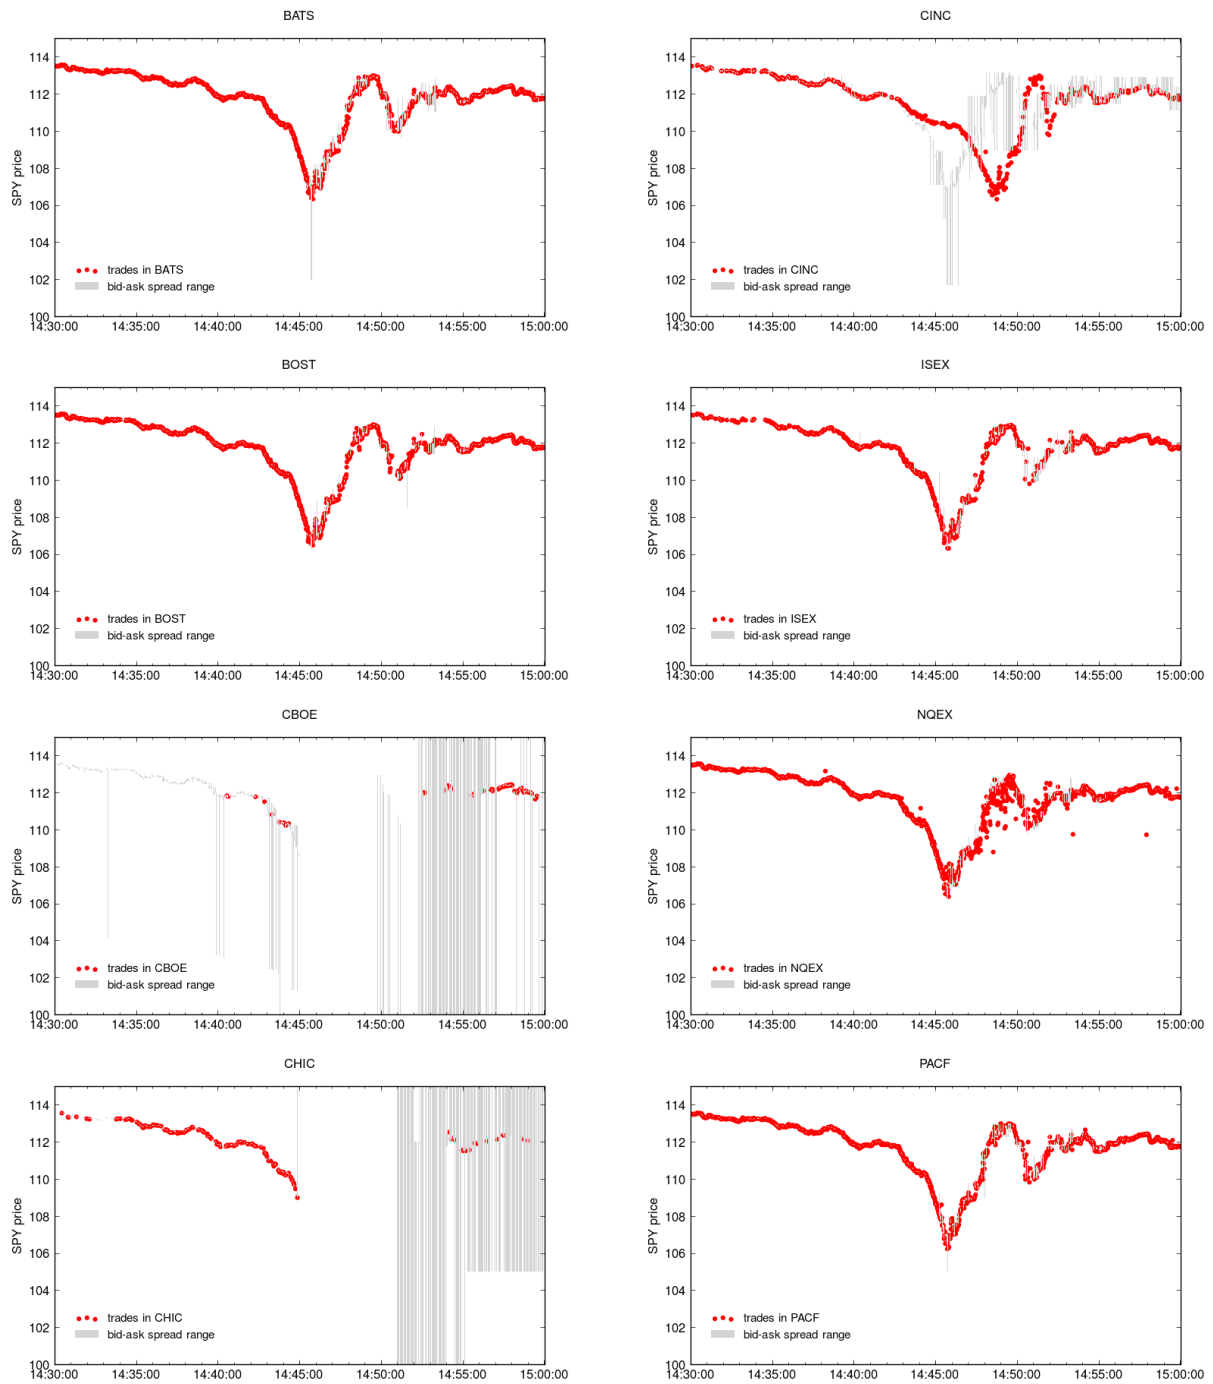 BATS
SPY price
114
112
110
108
106
104
102
100
trades in BATS
bid-ask spread range
14:30:00 14:35:00 14:40:00 14:45:00 14:50:00 14:55:00 15:00:00
CINC
SPY price
114
112
110
108
106
104
102
100
trades in CINC
bid-ask spread range
14:30:00 14:35:00 14:40:00 14:45:00 14:50:00 14:55:00 15:00:00
BOST
SPY price
114
112
110
108
106
104
102
100
trades in BOST
bid-ask spread range
14:30:00 14:35:00 14:40:00 14:45:00 14:50:00 14:55:00 15:00:00
ISEX
SPY price
114
112
110
108
106
104
102
100
trades in ISEX
bid-ask spread range
14:30:00 14:35:00 14:40:00 14:45:00 14:50:00 14:55:00 15:00:00
CBOE
SPY price
114
112
110
108
106
104
102
100
trades in CBOE
bid-ask spread range
14:30:00 14:35:00 14:40:00 14:45:00 14:50:00 14:55:00 15:00:00
NQEX
SPY price
114
112
110
108
106
104
102
100
trades in NQEX
bid-ask spread range
14:30:00 14:35:00 14:40:00 14:45:00 14:50:00 14:55:00 15:00:00
CHIC
SPY price
114
112
110
108
106
104
102
100
trades in CHIC
bid-ask spread range
14:30:00 14:35:00 14:40:00 14:45:00 14:50:00 14:55:00 15:00:00
PACF
SPY price
114
112
110
108
106
104
102
100
trades in PACF
bid-ask spread range
14:30:00 14:35:00 14:40:00 14:45:00 14:50:00 14:55:00 15:00:00